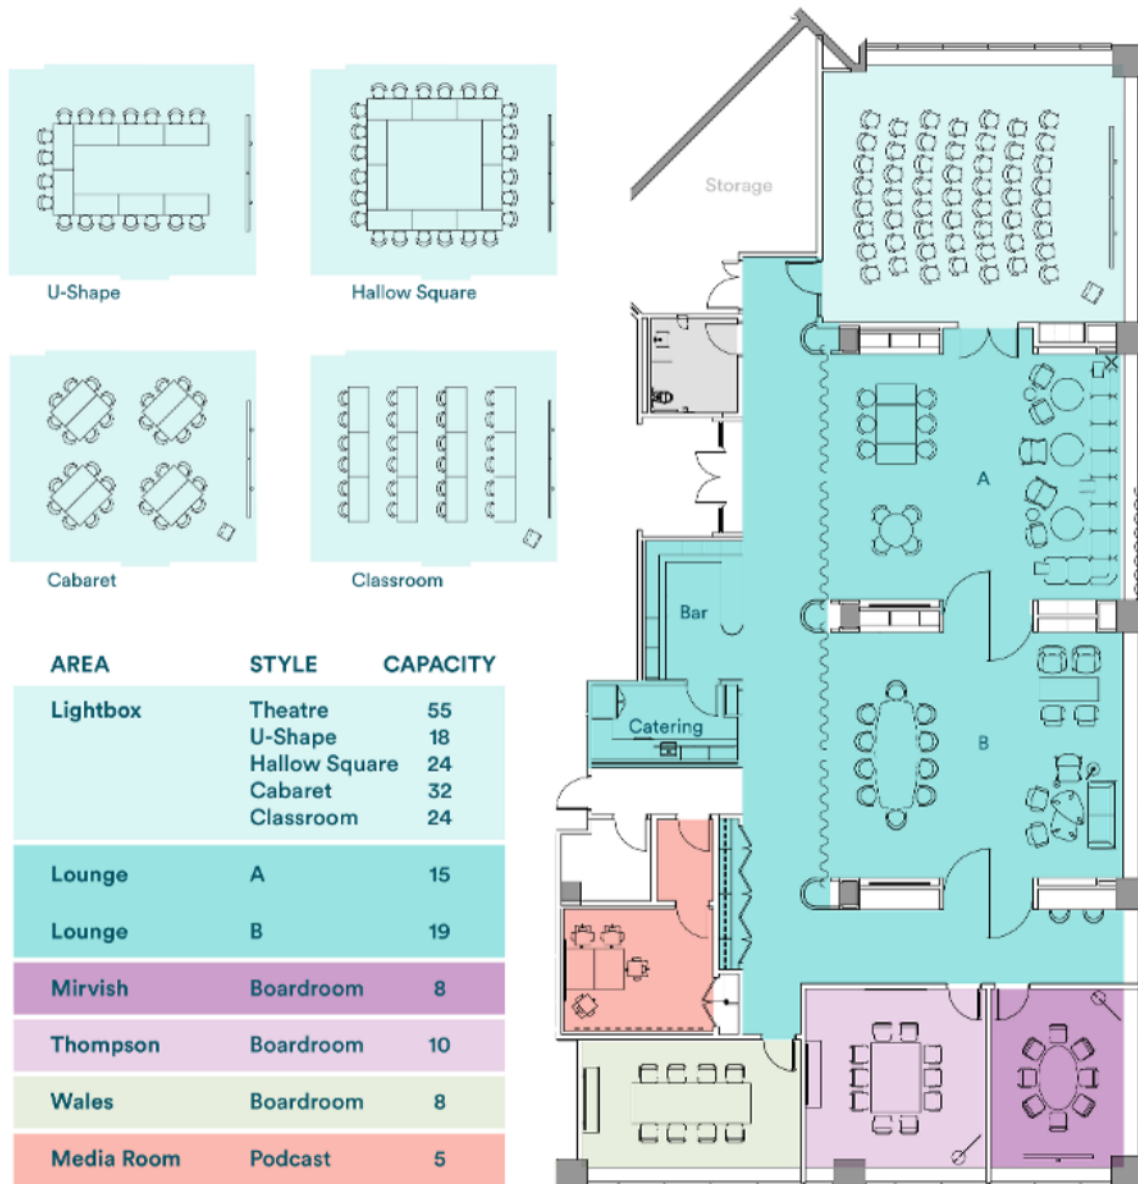 U-Shape
Hallow Square
Cabaret
Classroom
AREA STYLE CAPACITY
Lightbox Theatre 55
U-Shape 18
Hallow Square 24
Cabaret 32
Classroom 24
Lounge A 15
Lounge B 19
Mirvish Boardroom 8
Thompson Boardroom 10
Wales Boardroom 8
Media Room Podcast 5
Storage
A
Bar
Catering
B